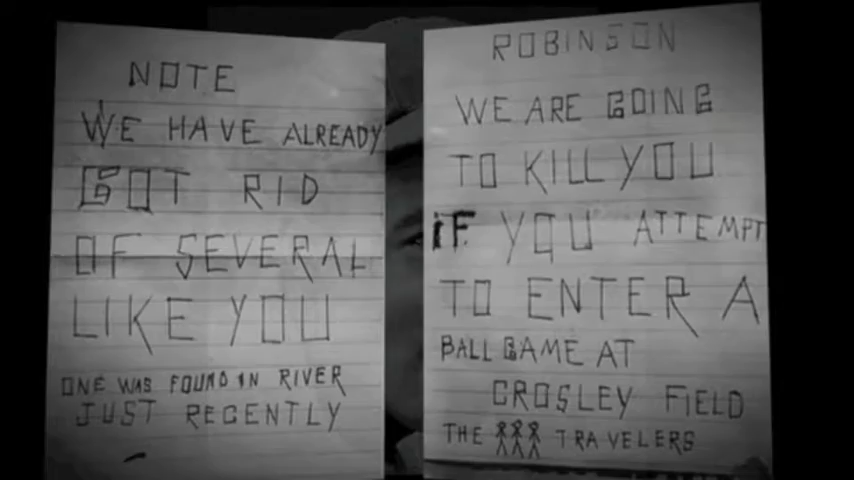 NOTE
WE HAVE ALREADY
GOT RID
OF SEVERAL
LIKE YOU
ONE WAS FOUND IN RIVER
JUST RECENTLY
ROBINSON
WE ARE GOING
TO KILL YOU
IF YOU ATTEMPT
TO ENTER A
BALL GAME AT
CROSLEY FIELD
THE TRAVELERS